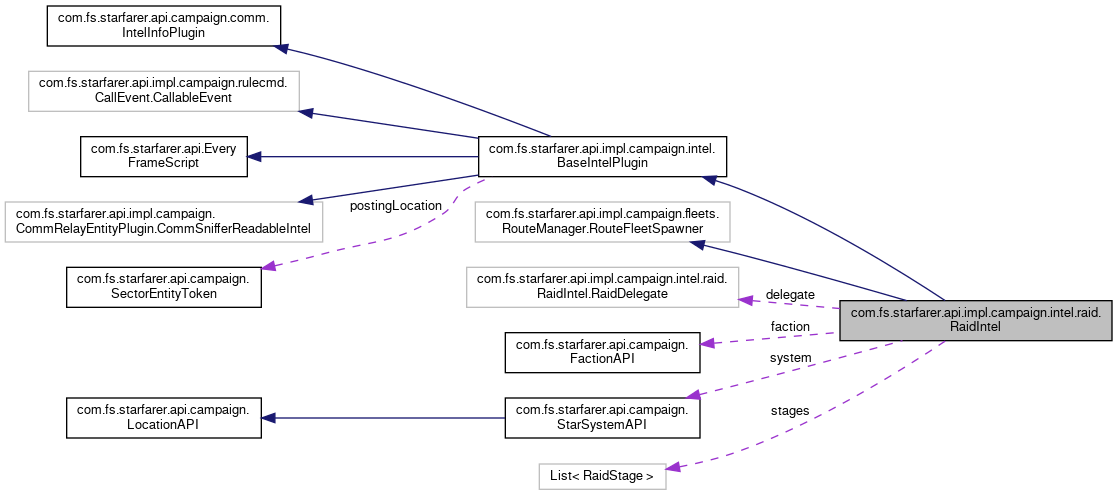 com.fs.starfarer.api.campaign.comm.
IntelInfoPlugin
com.fs.starfarer.api.impl.campaign.rulecmd.
CallEvent.CallableEvent
com.fs.starfarer.api.Every
FrameScript
com.fs.starfarer.api.impl.campaign.intel.
BaseIntelPlugin
com.fs.starfarer.api.impl.campaign.
CommRelayEntityPlugin.CommSnifferReadableIntel
postingLocation
com.fs.starfarer.api.impl.campaign.fleets.
RouteManager.RouteFleetSpawner
com.fs.starfarer.api.campaign.
SectorEntityToken
com.fs.starfarer.api.impl.campaign.intel.raid.
RaidIntel.RaidDelegate
delegate
com.fs.starfarer.api.impl.campaign.intel.raid.
RaidIntel
faction
com.fs.starfarer.api.campaign.
FactionAPI
system
com.fs.starfarer.api.campaign.
LocationAPI
com.fs.starfarer.api.campaign.
StarSystemAPI
stages
List< RaidStage >